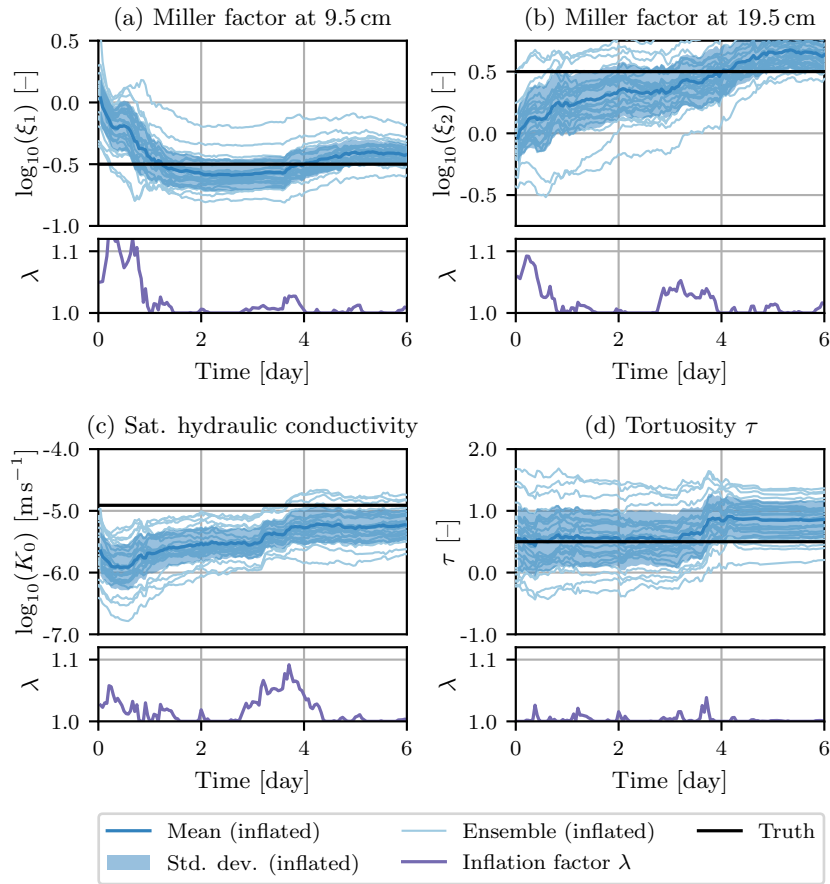 (a) Miller factor at 9.5 cm
(b) Miller factor at 19.5 cm
log₁₀(ξ₁) [–]
0.5
0.0
-0.5
-1.0
log₁₀(ξ₂) [–]
0.5
0.0
-0.5
λ
1.1
1.0
λ
1.1
1.0
0 2 4 6
0 2 4 6
Time [day]
Time [day]
(c) Sat. hydraulic conductivity
(d) Tortuosity τ
log₁₀(K₀) [m s⁻¹]
-4.0
-5.0
-6.0
-7.0
τ [–]
2.0
1.0
0.0
-1.0
λ
1.1
1.0
λ
1.1
1.0
0 2 4 6
0 2 4 6
Time [day]
Time [day]
Mean (inflated)
Ensemble (inflated)
Truth
Std. dev. (inflated)
Inflation factor λ